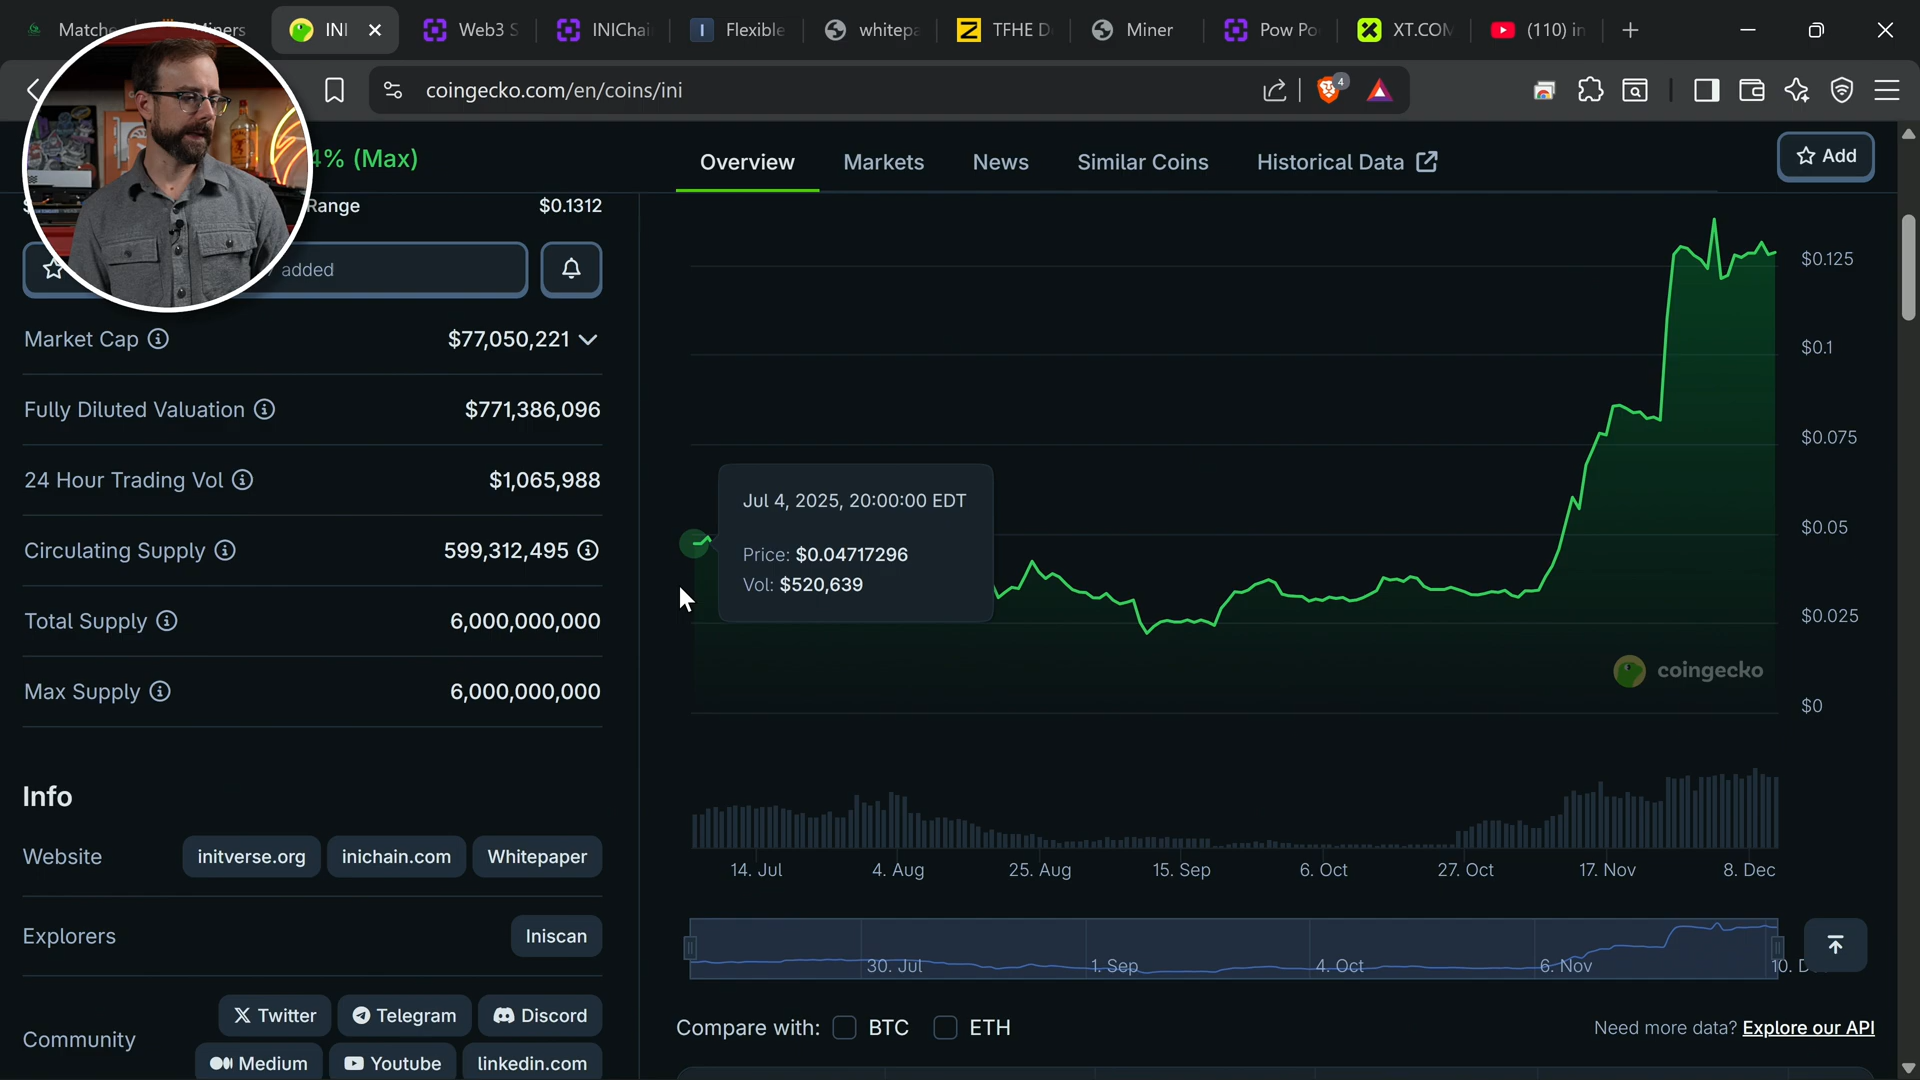 Match
iners
INI
Web3 S
INIChai
Flexible
whitepa
TFHE D
Miner
Pow Po
XT.COM
(110) in
coingecko.com/en/coins/ini
4
4% (Max)
Overview
Markets
News
Similar Coins
Historical Data
Add
Range
$0.1312
added
Market Cap
$77,050,221
Fully Diluted Valuation
$771,386,096
24 Hour Trading Vol
$1,065,988
Circulating Supply
599,312,495
Total Supply
6,000,000,000
Max Supply
6,000,000,000
Info
Website
initverse.org
inichain.com
Whitepaper
Explorers
Iniscan
Community
Twitter
Telegram
Discord
Medium
Youtube
linkedin.com
$0.125
$0.1
$0.075
$0.05
$0.025
$0
Jul 4, 2025, 20:00:00 EDT
Price: $0.04717296
Vol: $520,639
coingecko
14. Jul
4. Aug
25. Aug
15. Sep
6. Oct
27. Oct
17. Nov
8. Dec
30. Jul
1. Sep
4. Oct
6. Nov
10. D
Compare with:
BTC
ETH
Need more data? Explore our API